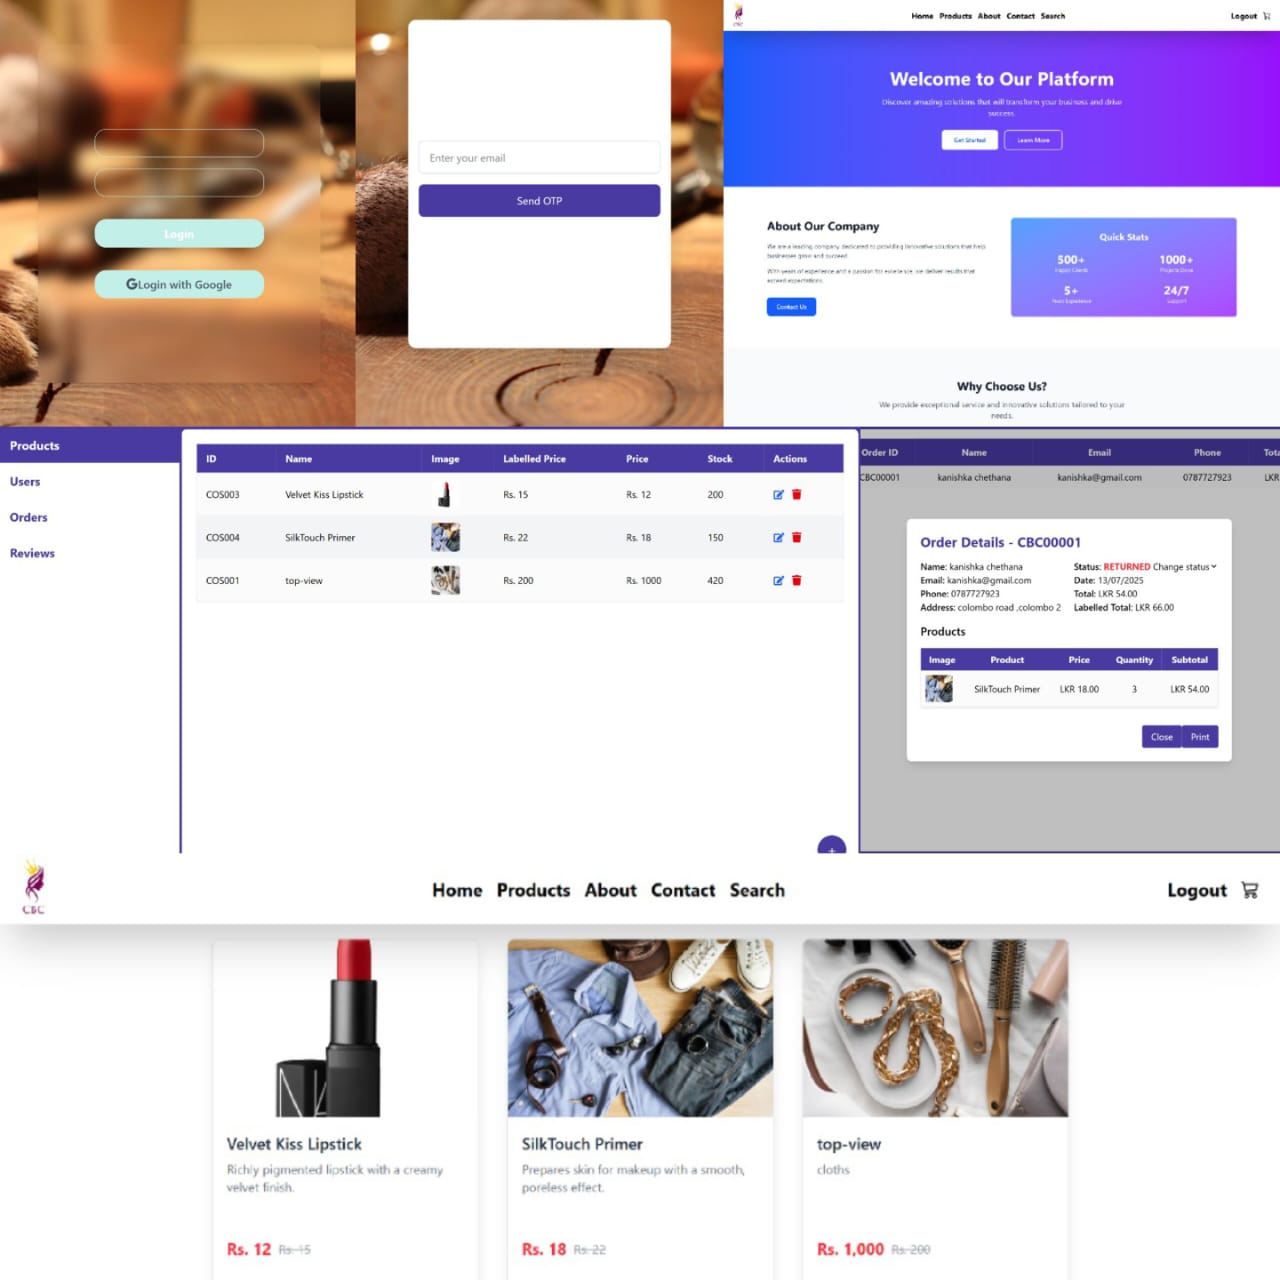 Login
GLogin with Google
Enter your email
Send OTP
CBC
Home Products About Contact Search
Logout
Welcome to Our Platform
Discover amazing solutions that will transform your business and drive
success.
Get Started
Learn More
About Our Company
We are a leading company dedicated to providing innovative solutions that help
businesses grow and succeed.
With years of experience and a passion for excellence, we deliver results that
exceed expectations.
Contact Us
Quick Stats
500+
Happy Clients
1000+
Projects Done
5+
Years Experience
24/7
Support
Why Choose Us?
We provide exceptional service and innovative solutions tailored to your
needs.
Products
Users
Orders
Reviews
ID Name Image Labelled Price Price Stock Actions
COS003 Velvet Kiss Lipstick Rs. 15 Rs. 12 200
COS004 SilkTouch Primer Rs. 22 Rs. 18 150
COS001 top-view Rs. 200 Rs. 1000 420
+
Order ID Name Email Phone Tota
CBC00001 kanishka chethana kanishka@gmail.com 0787727923 LKR
Order Details - CBC00001
Name: kanishka chethana
Email: kanishka@gmail.com
Phone: 0787727923
Address: colombo road ,colombo 2
Status: RETURNED Change status
Date: 13/07/2025
Total: LKR 54.00
Labelled Total: LKR 66.00
Products
Image Product Price Quantity Subtotal
SilkTouch Primer LKR 18.00 3 LKR 54.00
Close
Print
CBC
Home Products About Contact Search
Logout
Velvet Kiss Lipstick
Richly pigmented lipstick with a creamy
velvet finish.
Rs. 12 Rs. 15
SilkTouch Primer
Prepares skin for makeup with a smooth,
poreless effect.
Rs. 18 Rs. 22
top-view
cloths
Rs. 1,000 Rs. 200